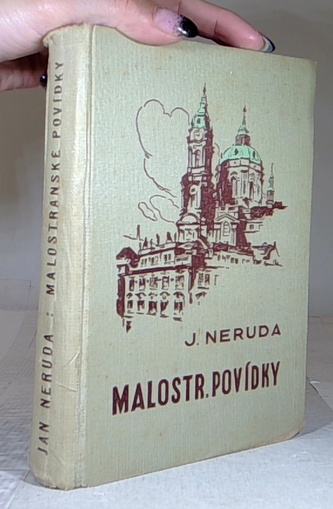 JAN NERUDA : MALOSTRANSKÉ POVÍDKY
J. NERUDA
MALOSTR. POVÍDKY